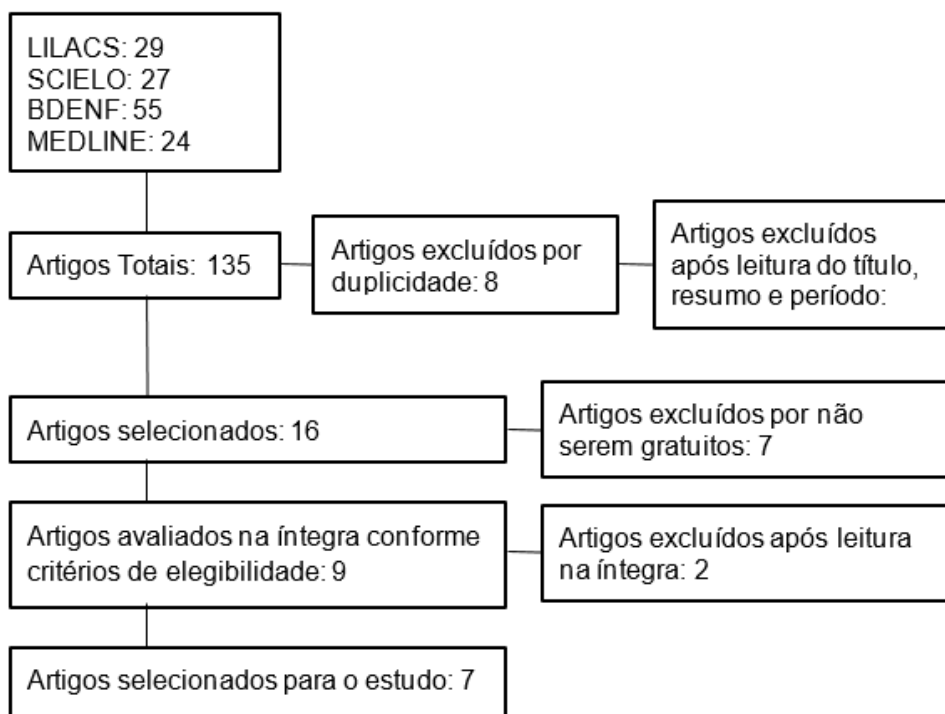 LILACS: 29
SCIELO: 27
BDENF: 55
MEDLINE: 24
Artigos Totais: 135
Artigos excluídos por
duplicidade: 8
Artigos excluídos
após leitura do título,
resumo e período:
Artigos selecionados: 16
Artigos excluídos por não
serem gratuitos: 7
Artigos avaliados na íntegra conforme
critérios de elegibilidade: 9
Artigos excluídos após leitura
na íntegra: 2
Artigos selecionados para o estudo: 7